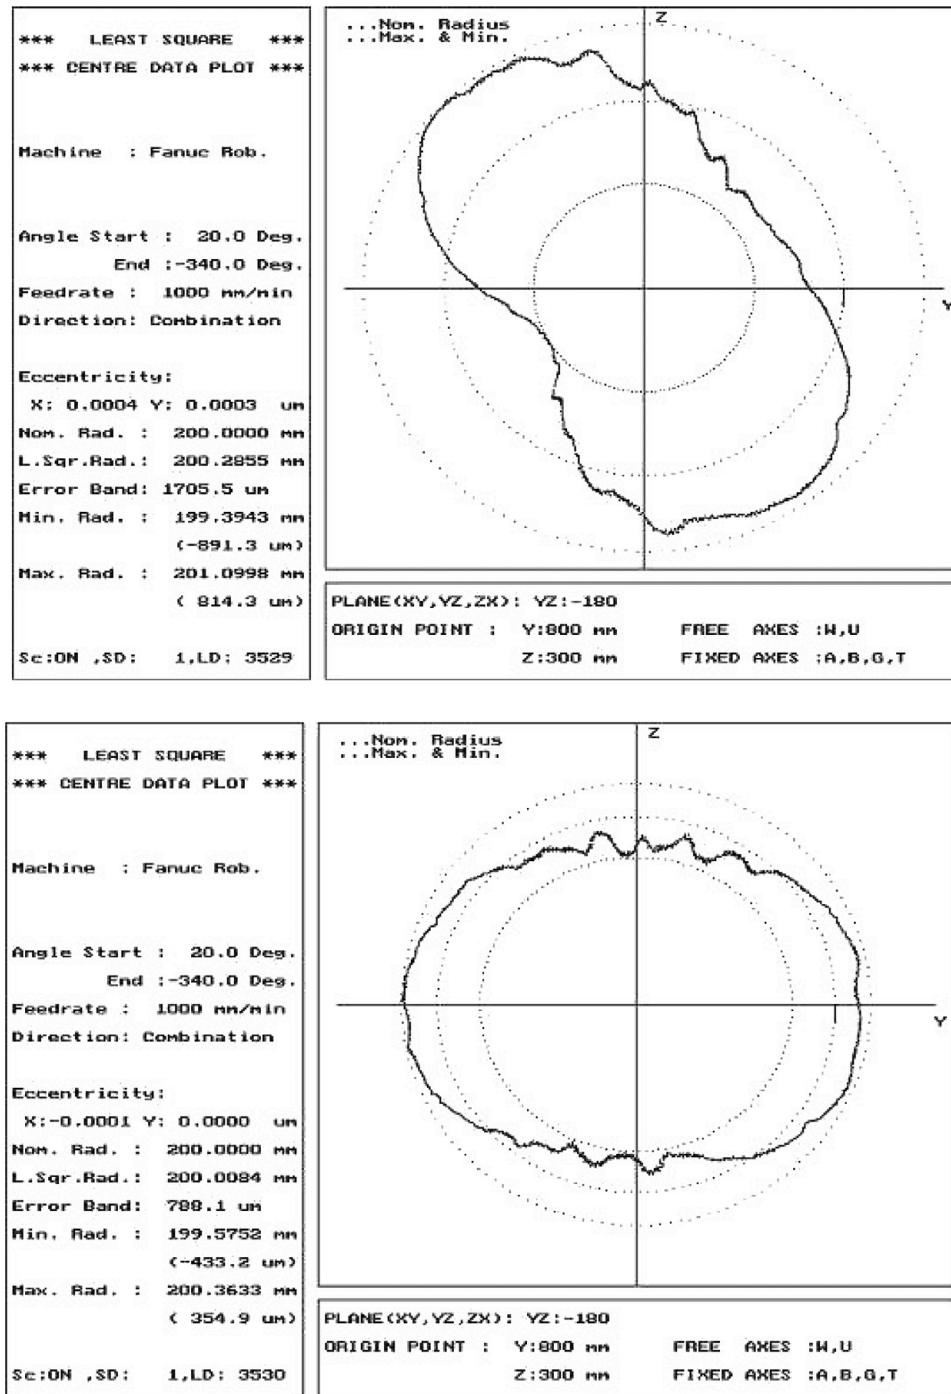 *** LEAST SQUARE ***
*** CENTRE DATA PLOT ***
Machine : Fanuc Rob.
Angle Start : 20.0 Deg.
End :-340.0 Deg.
Feedrate : 1000 mm/min
Direction: Combination
Eccentricity:
X: 0.0004 Y: 0.0003 um
Nom. Rad. : 200.0000 mm
L.Sqr.Rad.: 200.2855 mm
Error Band: 1705.5 um
Min. Rad. : 199.3943 mm
(-891.3 um)
Max. Rad. : 201.0998 mm
( 814.3 um)
Sc:ON ,SD: 1,LD: 3529
...Nom. Radius
...Max. & Min.
Z
Y
PLANE(XY,YZ,ZX): YZ:-180
ORIGIN POINT : Y:800 mm FREE AXES :W,U
Z:300 mm FIXED AXES :A,B,G,T
*** LEAST SQUARE ***
*** CENTRE DATA PLOT ***
Machine : Fanuc Rob.
Angle Start : 20.0 Deg.
End :-340.0 Deg.
Feedrate : 1000 mm/min
Direction: Combination
Eccentricity:
X:-0.0001 Y: 0.0000 um
Nom. Rad. : 200.0000 mm
L.Sqr.Rad.: 200.0084 mm
Error Band: 788.1 um
Min. Rad. : 199.5752 mm
(-433.2 um)
Max. Rad. : 200.3633 mm
( 354.9 um)
Sc:ON ,SD: 1,LD: 3530
...Nom. Radius
...Max. & Min.
Z
Y
PLANE(XY,YZ,ZX): YZ:-180
ORIGIN POINT : Y:800 mm FREE AXES :W,U
Z:300 mm FIXED AXES :A,B,G,T